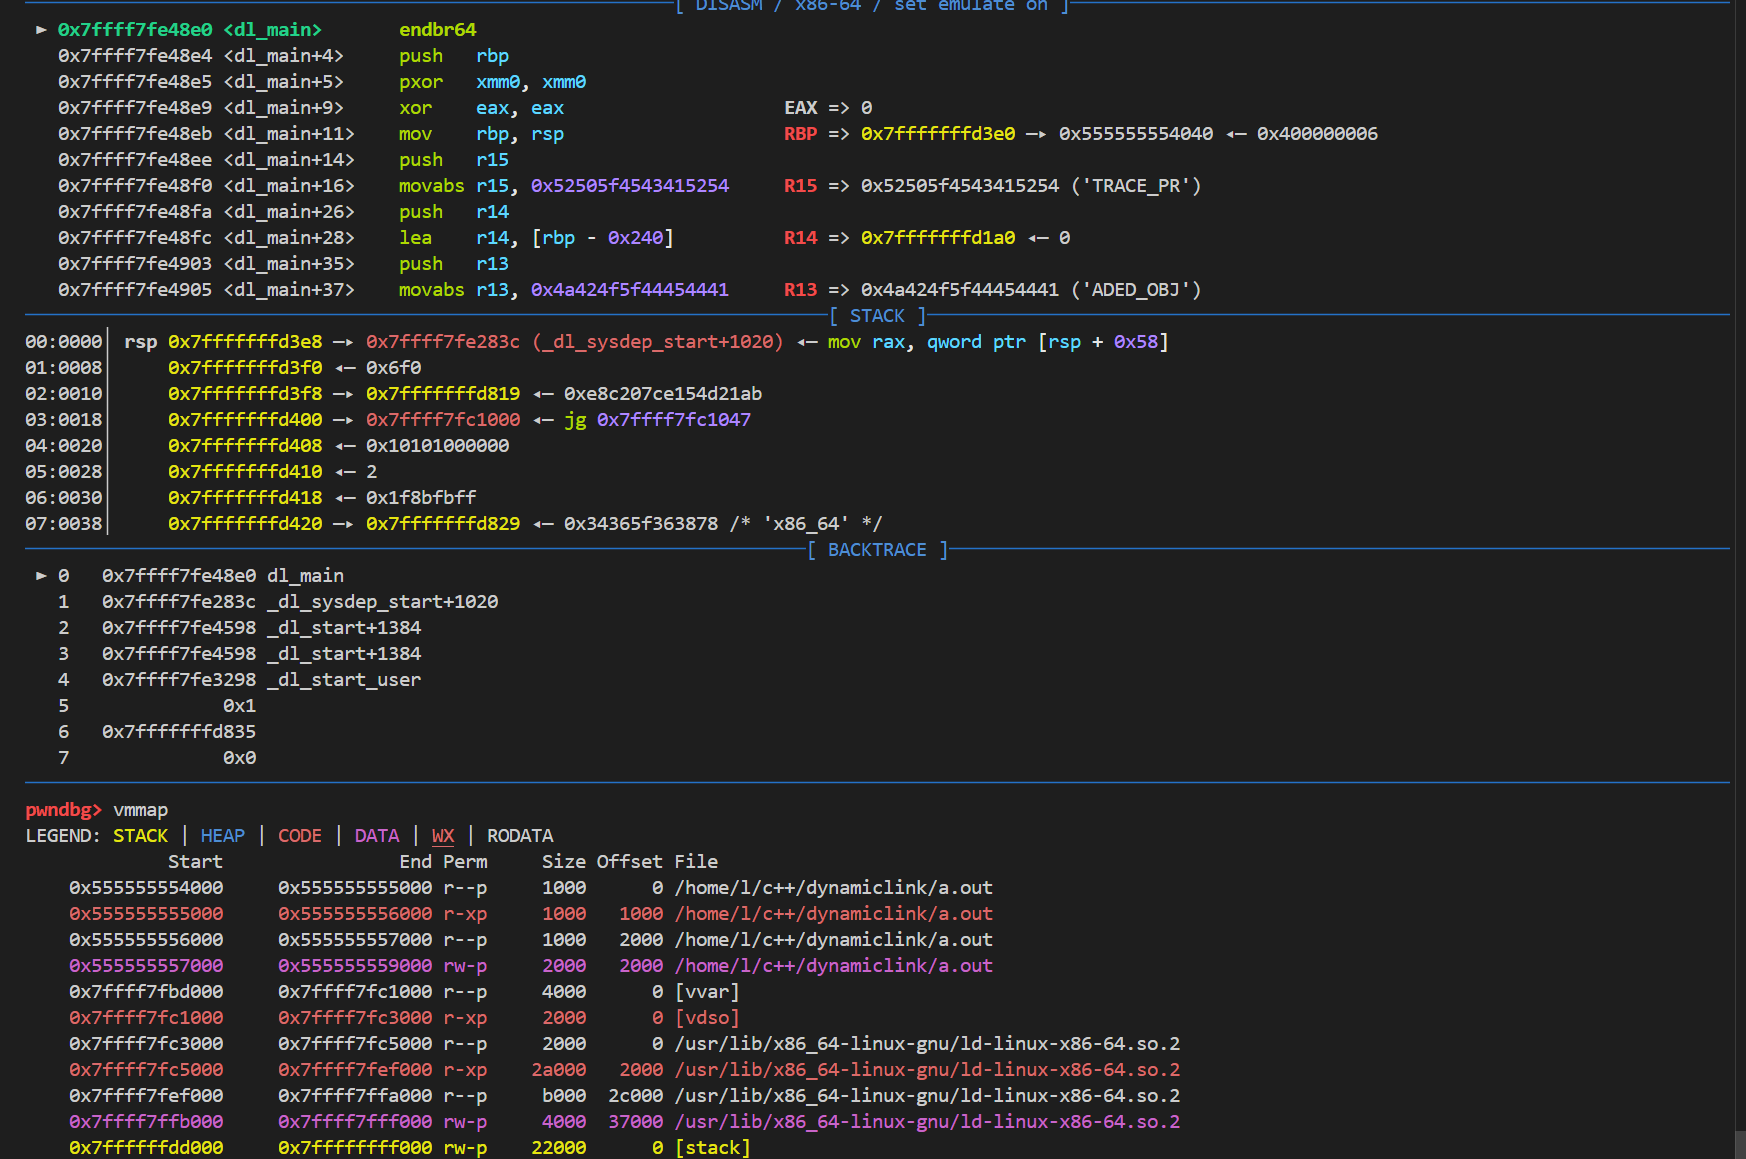 [ DISASM / x86-64 / set emulate on ]
► 0x7ffff7fe48e0 <dl_main>       endbr64
0x7ffff7fe48e4 <dl_main+4>     push   rbp
0x7ffff7fe48e5 <dl_main+5>     pxor   xmm0, xmm0
0x7ffff7fe48e9 <dl_main+9>     xor    eax, eax                    EAX => 0
0x7ffff7fe48eb <dl_main+11>    mov    rbp, rsp                    RBP => 0x7fffffffd3e0 —▸ 0x555555554040 ◂— 0x400000006
0x7ffff7fe48ee <dl_main+14>    push   r15
0x7ffff7fe48f0 <dl_main+16>    movabs r15, 0x52505f4543415254     R15 => 0x52505f4543415254 ('TRACE_PR')
0x7ffff7fe48fa <dl_main+26>    push   r14
0x7ffff7fe48fc <dl_main+28>    lea    r14, [rbp - 0x240]          R14 => 0x7fffffffd1a0 ◂— 0
0x7ffff7fe4903 <dl_main+35>    push   r13
0x7ffff7fe4905 <dl_main+37>    movabs r13, 0x4a424f5f44454441     R13 => 0x4a424f5f44454441 ('ADED_OBJ')
[ STACK ]
00:0000│ rsp 0x7fffffffd3e8 —▸ 0x7ffff7fe283c (_dl_sysdep_start+1020) ◂— mov rax, qword ptr [rsp + 0x58]
01:0008│     0x7fffffffd3f0 ◂— 0x6f0
02:0010│     0x7fffffffd3f8 —▸ 0x7fffffffd819 ◂— 0xe8c207ce154d21ab
03:0018│     0x7fffffffd400 —▸ 0x7ffff7fc1000 ◂— jg 0x7ffff7fc1047
04:0020│     0x7fffffffd408 ◂— 0x10101000000
05:0028│     0x7fffffffd410 ◂— 2
06:0030│     0x7fffffffd418 ◂— 0x1f8bfbff
07:0038│     0x7fffffffd420 —▸ 0x7fffffffd829 ◂— 0x34365f363878 /* 'x86_64' */
[ BACKTRACE ]
► 0   0x7ffff7fe48e0 dl_main
1   0x7ffff7fe283c _dl_sysdep_start+1020
2   0x7ffff7fe4598 _dl_start+1384
3   0x7ffff7fe4598 _dl_start+1384
4   0x7ffff7fe3298 _dl_start_user
5              0x1
6   0x7fffffffd835
7              0x0
pwndbg> vmmap
LEGEND: STACK | HEAP | CODE | DATA | WX | RODATA
Start                End Perm     Size Offset File
0x555555554000     0x555555555000 r--p     1000      0 /home/l/c++/dynamiclink/a.out
0x555555555000     0x555555556000 r-xp     1000   1000 /home/l/c++/dynamiclink/a.out
0x555555556000     0x555555557000 r--p     1000   2000 /home/l/c++/dynamiclink/a.out
0x555555557000     0x555555559000 rw-p     2000   2000 /home/l/c++/dynamiclink/a.out
0x7ffff7fbd000     0x7ffff7fc1000 r--p     4000      0 [vvar]
0x7ffff7fc1000     0x7ffff7fc3000 r-xp     2000      0 [vdso]
0x7ffff7fc3000     0x7ffff7fc5000 r--p     2000      0 /usr/lib/x86_64-linux-gnu/ld-linux-x86-64.so.2
0x7ffff7fc5000     0x7ffff7fef000 r-xp    2a000   2000 /usr/lib/x86_64-linux-gnu/ld-linux-x86-64.so.2
0x7ffff7fef000     0x7ffff7ffa000 r--p     b000  2c000 /usr/lib/x86_64-linux-gnu/ld-linux-x86-64.so.2
0x7ffff7ffb000     0x7ffff7fff000 rw-p     4000  37000 /usr/lib/x86_64-linux-gnu/ld-linux-x86-64.so.2
0x7ffffffdd000     0x7ffffffff000 rw-p    22000      0 [stack]